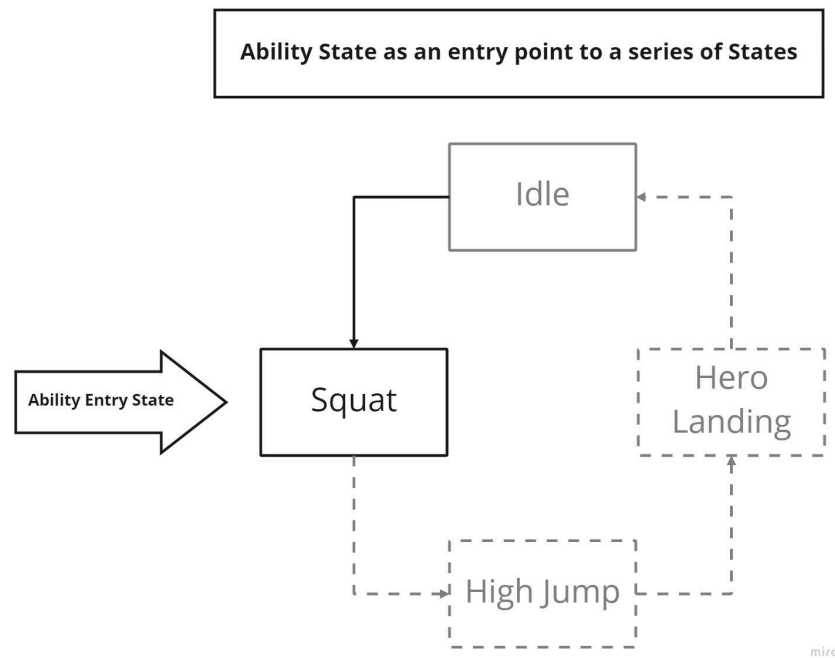 Ability State as an entry point to a series of States
Idle
Ability Entry State
Squat
Hero
Landing
High Jump
miro